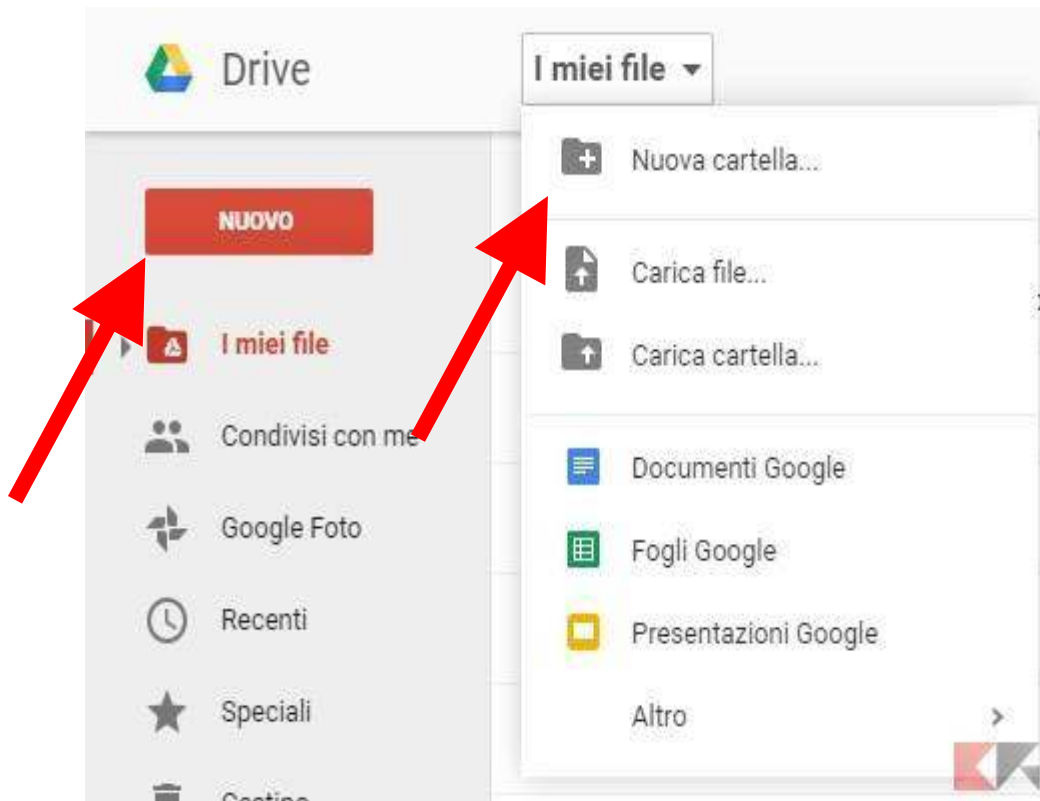 Drive
I miei file
NUOVO
I miei file
Condivisi con me
Google Foto
Recenti
Speciali
Nuova cartella...
Carica file...
Carica cartella...
Documenti Google
Fogli Google
Presentazioni Google
Altro